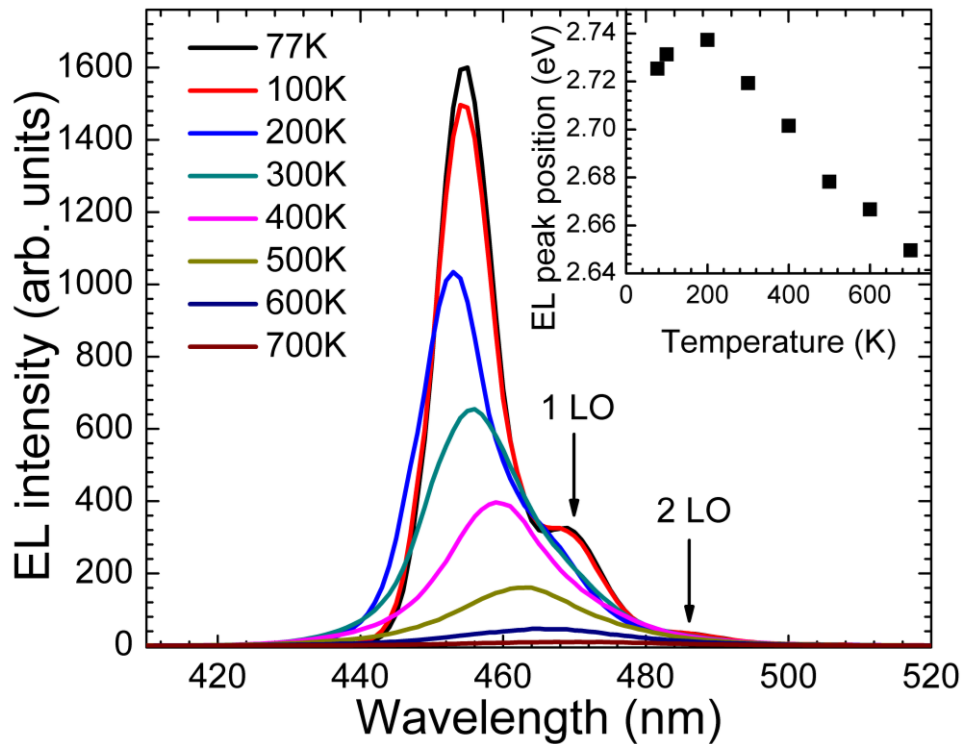 EL intensity (arb. units)
1600
1400
1200
1000
800
600
400
200
0
77K
100K
200K
300K
400K
500K
600K
700K
1 LO
2 LO
420
440
460
480
500
520
Wavelength (nm)
EL peak position (eV)
2.74
2.72
2.70
2.68
2.66
2.64
0
200
400
600
Temperature (K)